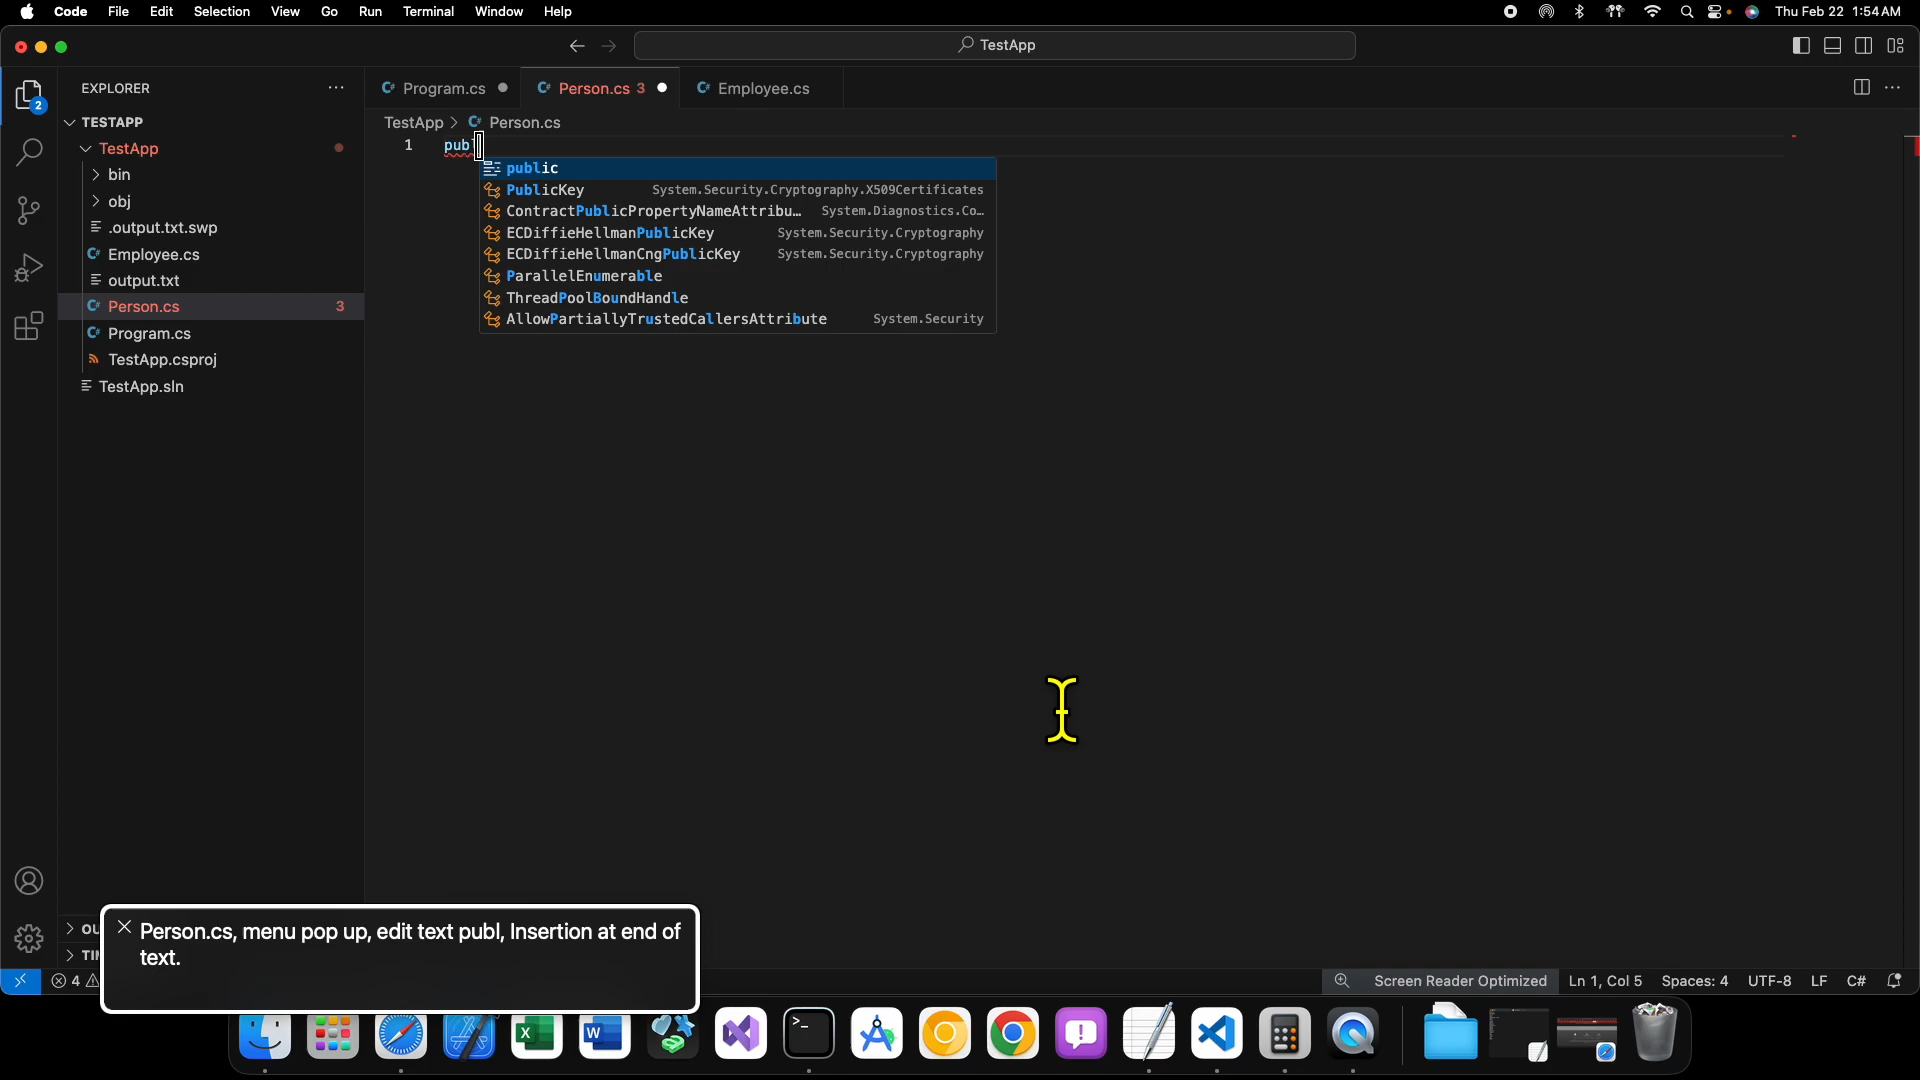 Code File Edit Selection View Go Run Terminal Window Help Thu Feb 22 1:54 AM
TestApp
EXPLORER
Program.cs Person.cs 3 Employee.cs
TESTAPP
TestApp > Person.cs
TestApp
1 publ
bin
obj
.output.txt.swp
Employee.cs
output.txt
Person.cs 3
Program.cs
TestApp.csproj
TestApp.sln
public
PublicKey System.Security.Cryptography.X509Certificates
ContractPublicPropertyNameAttribu… System.Diagnostics.Co…
ECDiffieHellmanPublicKey System.Security.Cryptography
ECDiffieHellmanCngPublicKey System.Security.Cryptography
ParallelEnumerable
ThreadPoolBoundHandle
AllowPartiallyTrustedCallersAttribute System.Security
2
Person.cs, menu pop up, edit text publ, Insertion at end of
text.
4
Screen Reader Optimized Ln 1, Col 5 Spaces: 4 UTF-8 LF C#